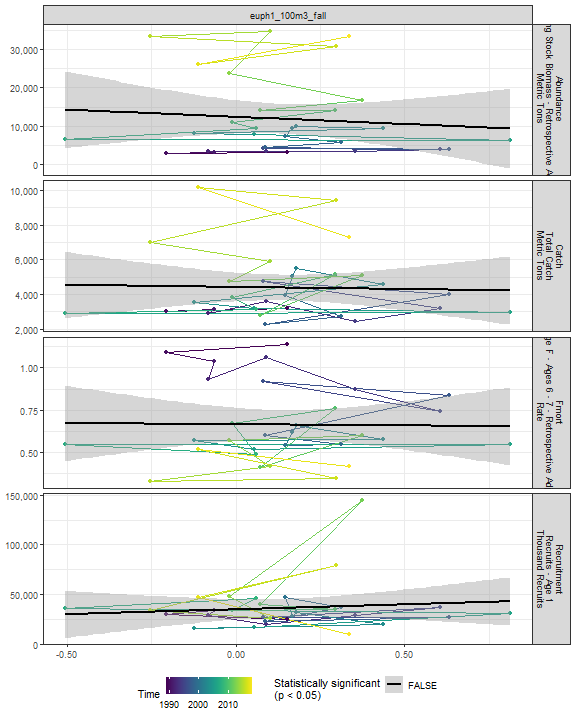 euph1_100m3_fall
30,000
20,000
10,000
0
Abundance
Stock Biomass - Retrospective
Metric Tons
10,000
8,000
6,000
4,000
2,000
Catch
Total Catch
Metric Tons
1.00
0.75
0.50
Fmort
F - Ages 6 - 7 - Retrospective
Rate
150,000
100,000
50,000
0
Recruitment
Recruits - Age 1
Thousand Recruits
-0.50
0.00
0.50
Time
1990 2000 2010
Statistically significant
(p < 0.05)
FALSE